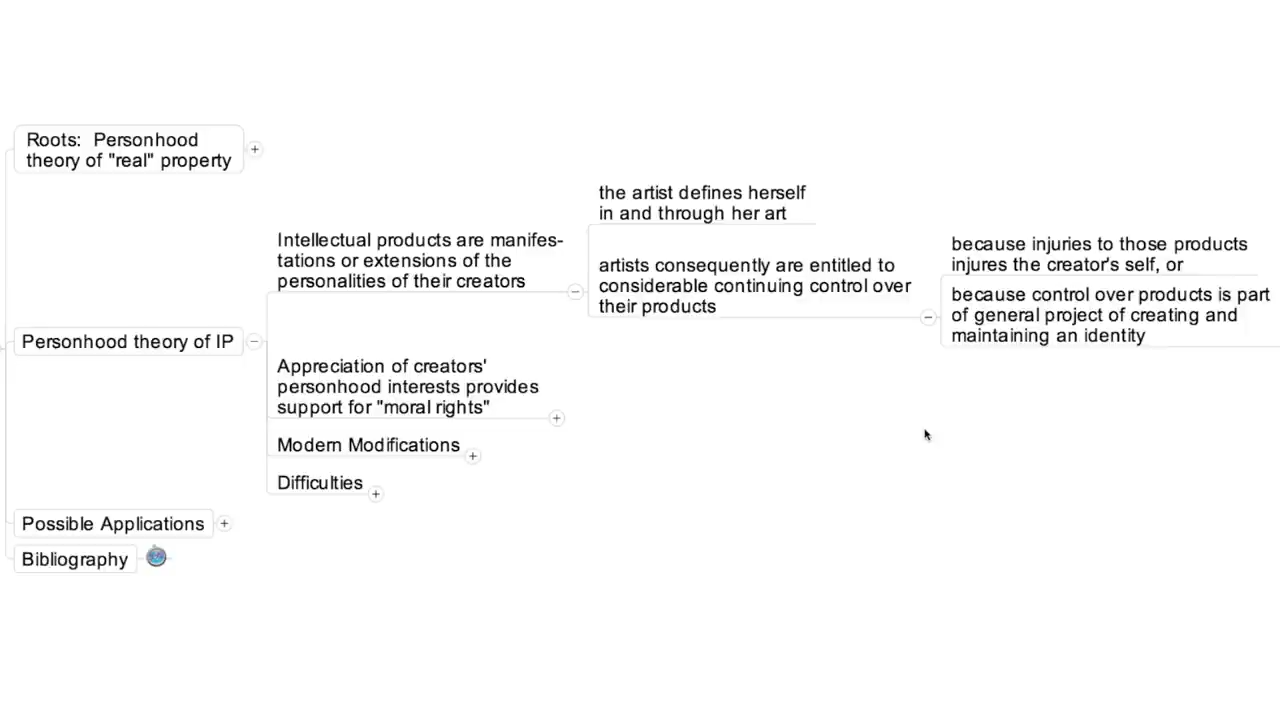 Roots:  Personhood
theory of "real" property
the artist defines herself
in and through her art
Intellectual products are manifes-
tations or extensions of the
personalities of their creators
artists consequently are entitled to
considerable continuing control over
their products
because injuries to those products
injures the creator's self, or
because control over products is part
of general project of creating and
maintaining an identity
Personhood theory of IP
Appreciation of creators'
personhood interests provides
support for "moral rights"
Modern Modifications
Difficulties
Possible Applications
Bibliography